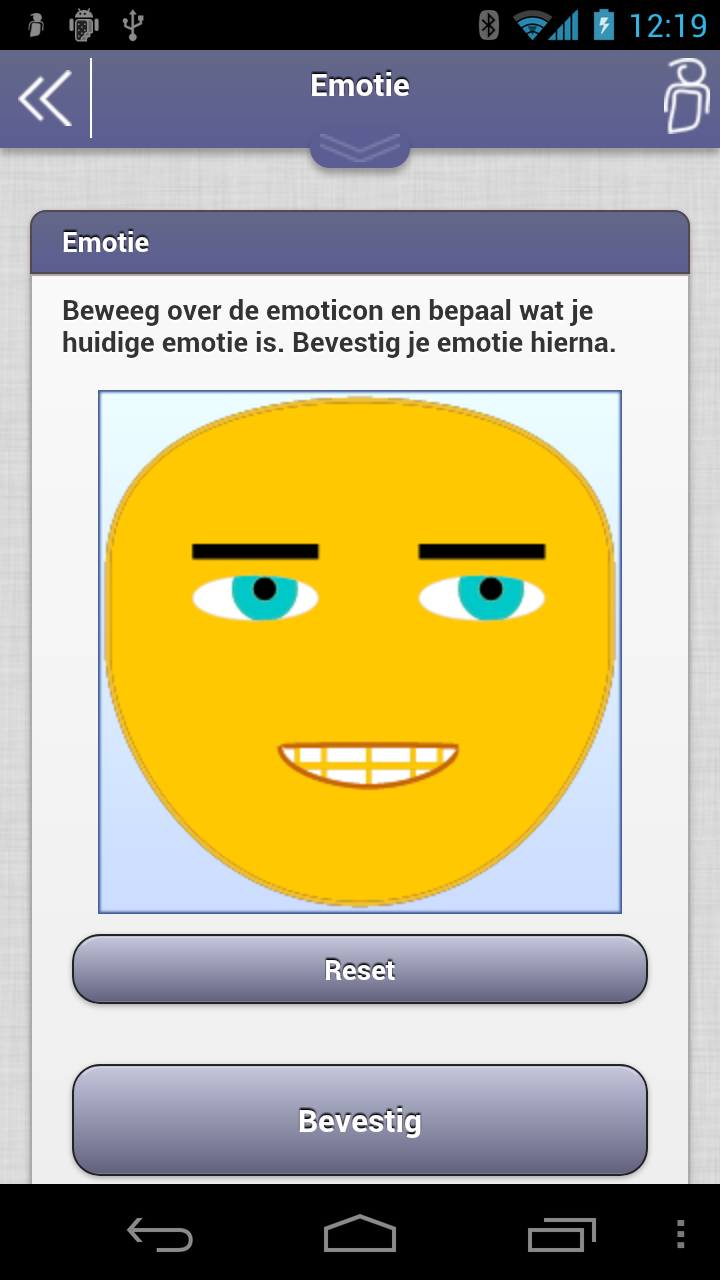 12:19
Emotie
Emotie
Beweeg over de emoticon en bepaal wat je
huidige emotie is. Bevestig je emotie hierna.
Reset
Bevestig